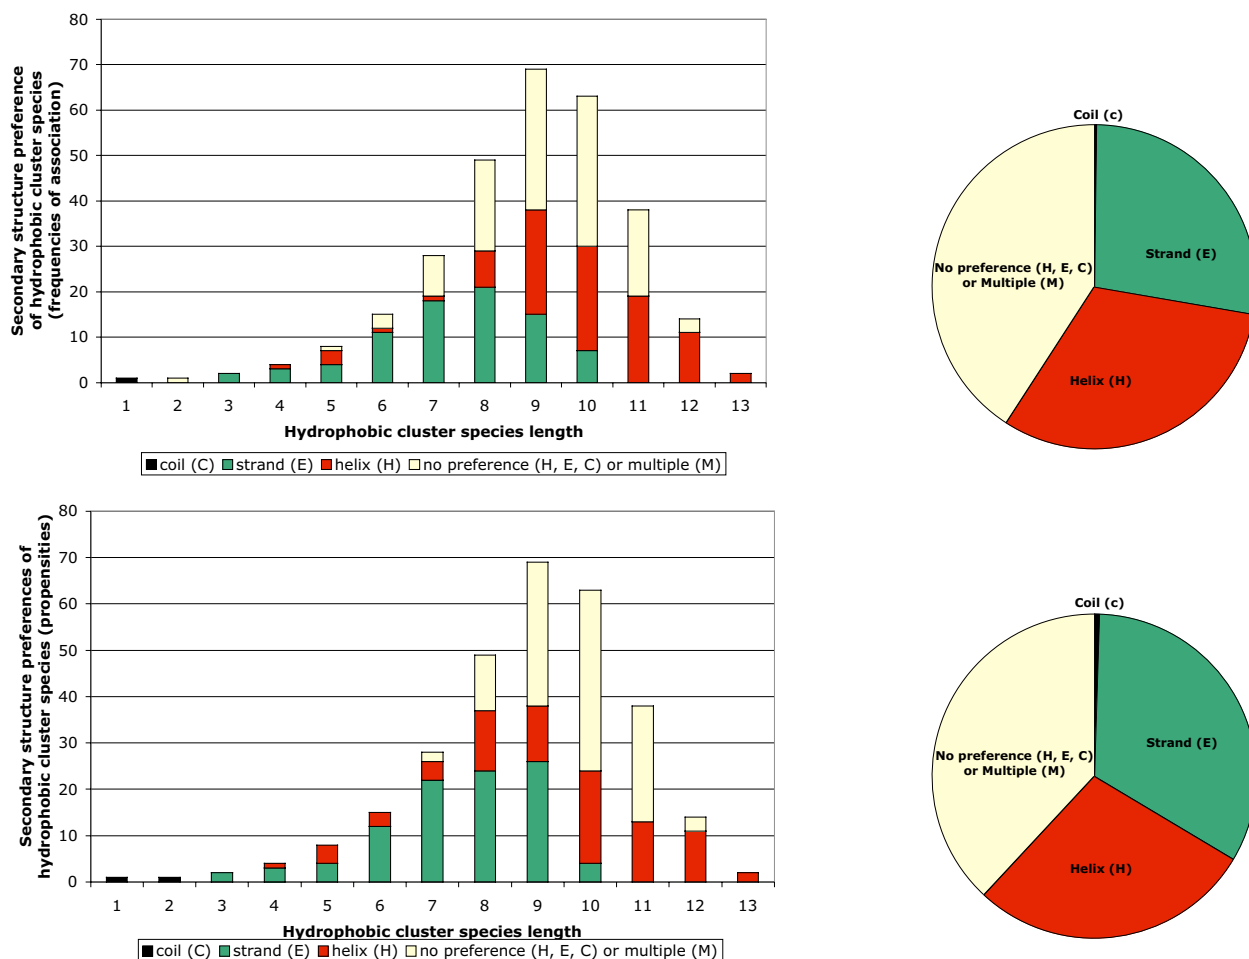 Secondary structure preference
of hydrophobic cluster species
(frequencies of association)
80
70
60
50
40
30
20
10
0
1 2 3 4 5 6 7 8 9 10 11 12 13
Hydrophobic cluster species length
coil (C) strand (E) helix (H) no preference (H, E, C) or multiple (M)
Coil (c)
Strand (E)
No preference (H, E, C)
or Multiple (M)
Helix (H)
Secondary structure preferences of
hydrophobic cluster species (propensities)
80
70
60
50
40
30
20
10
0
1 2 3 4 5 6 7 8 9 10 11 12 13
Hydrophobic cluster species length
coil (C) strand (E) helix (H) no preference (H, E, C) or multiple (M)
Coil (c)
Strand (E)
No preference (H, E, C)
or Multiple (M)
Helix (H)